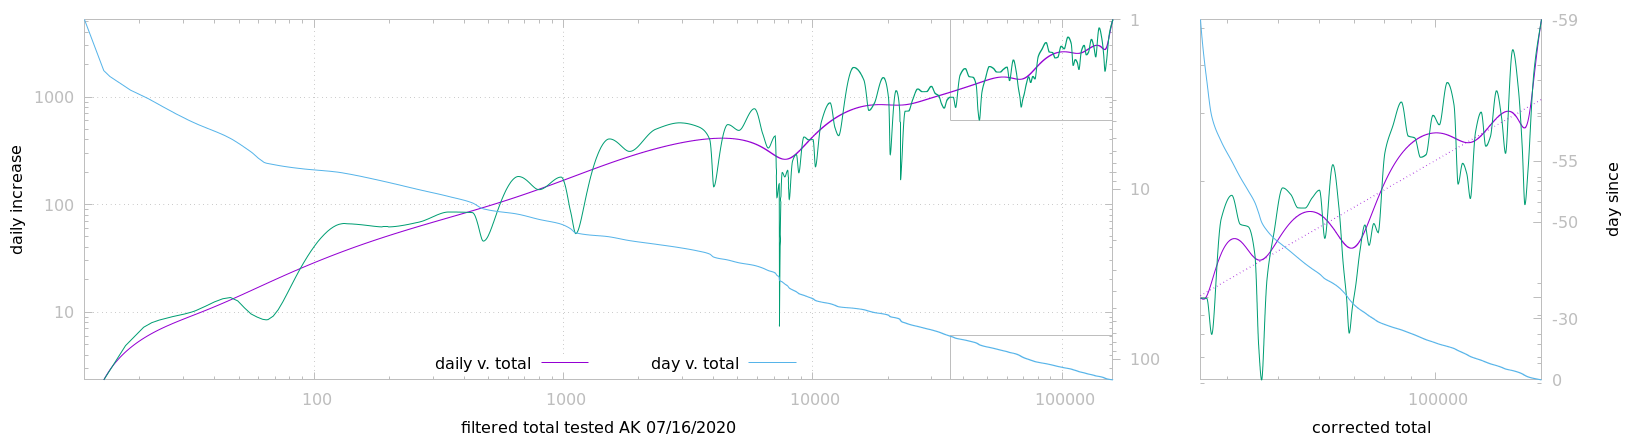 1 -59
1000
-55
100
10
-50
daily increase
day since
10
-30
daily v. total day v. total
100
0
100 1000 10000 100000 100000
filtered total tested AK 07/16/2020 corrected total